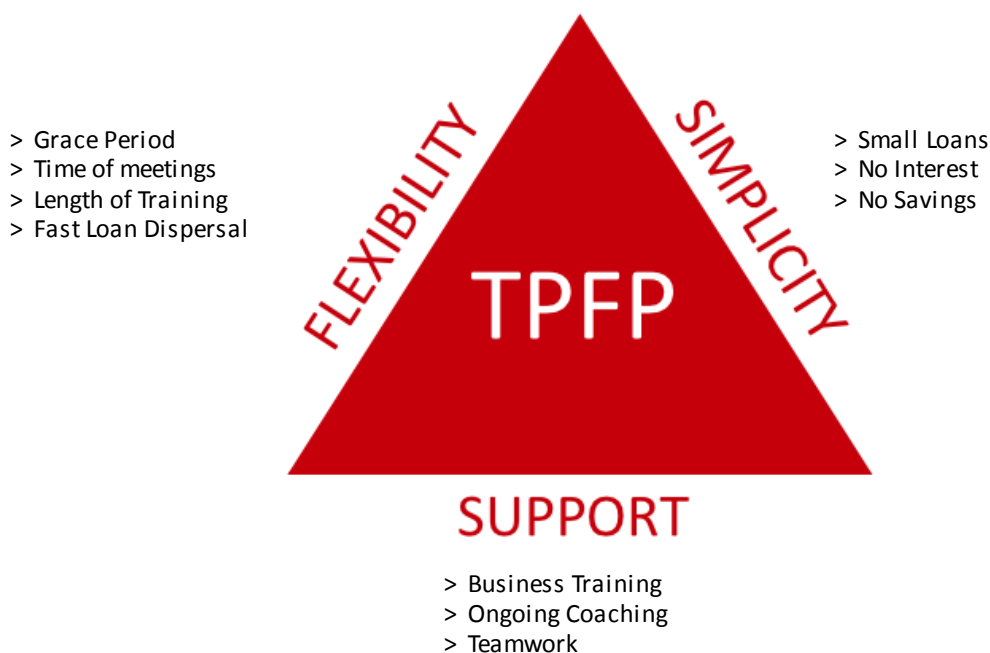 > Grace Period
> Time of meetings
> Length of Training
> Fast Loan Dispersal
FLEXIBILITY
TPFP
SIMPLICITY
> Small Loans
> No Interest
> No Savings
SUPPORT
> Business Training
> Ongoing Coaching
> Teamwork